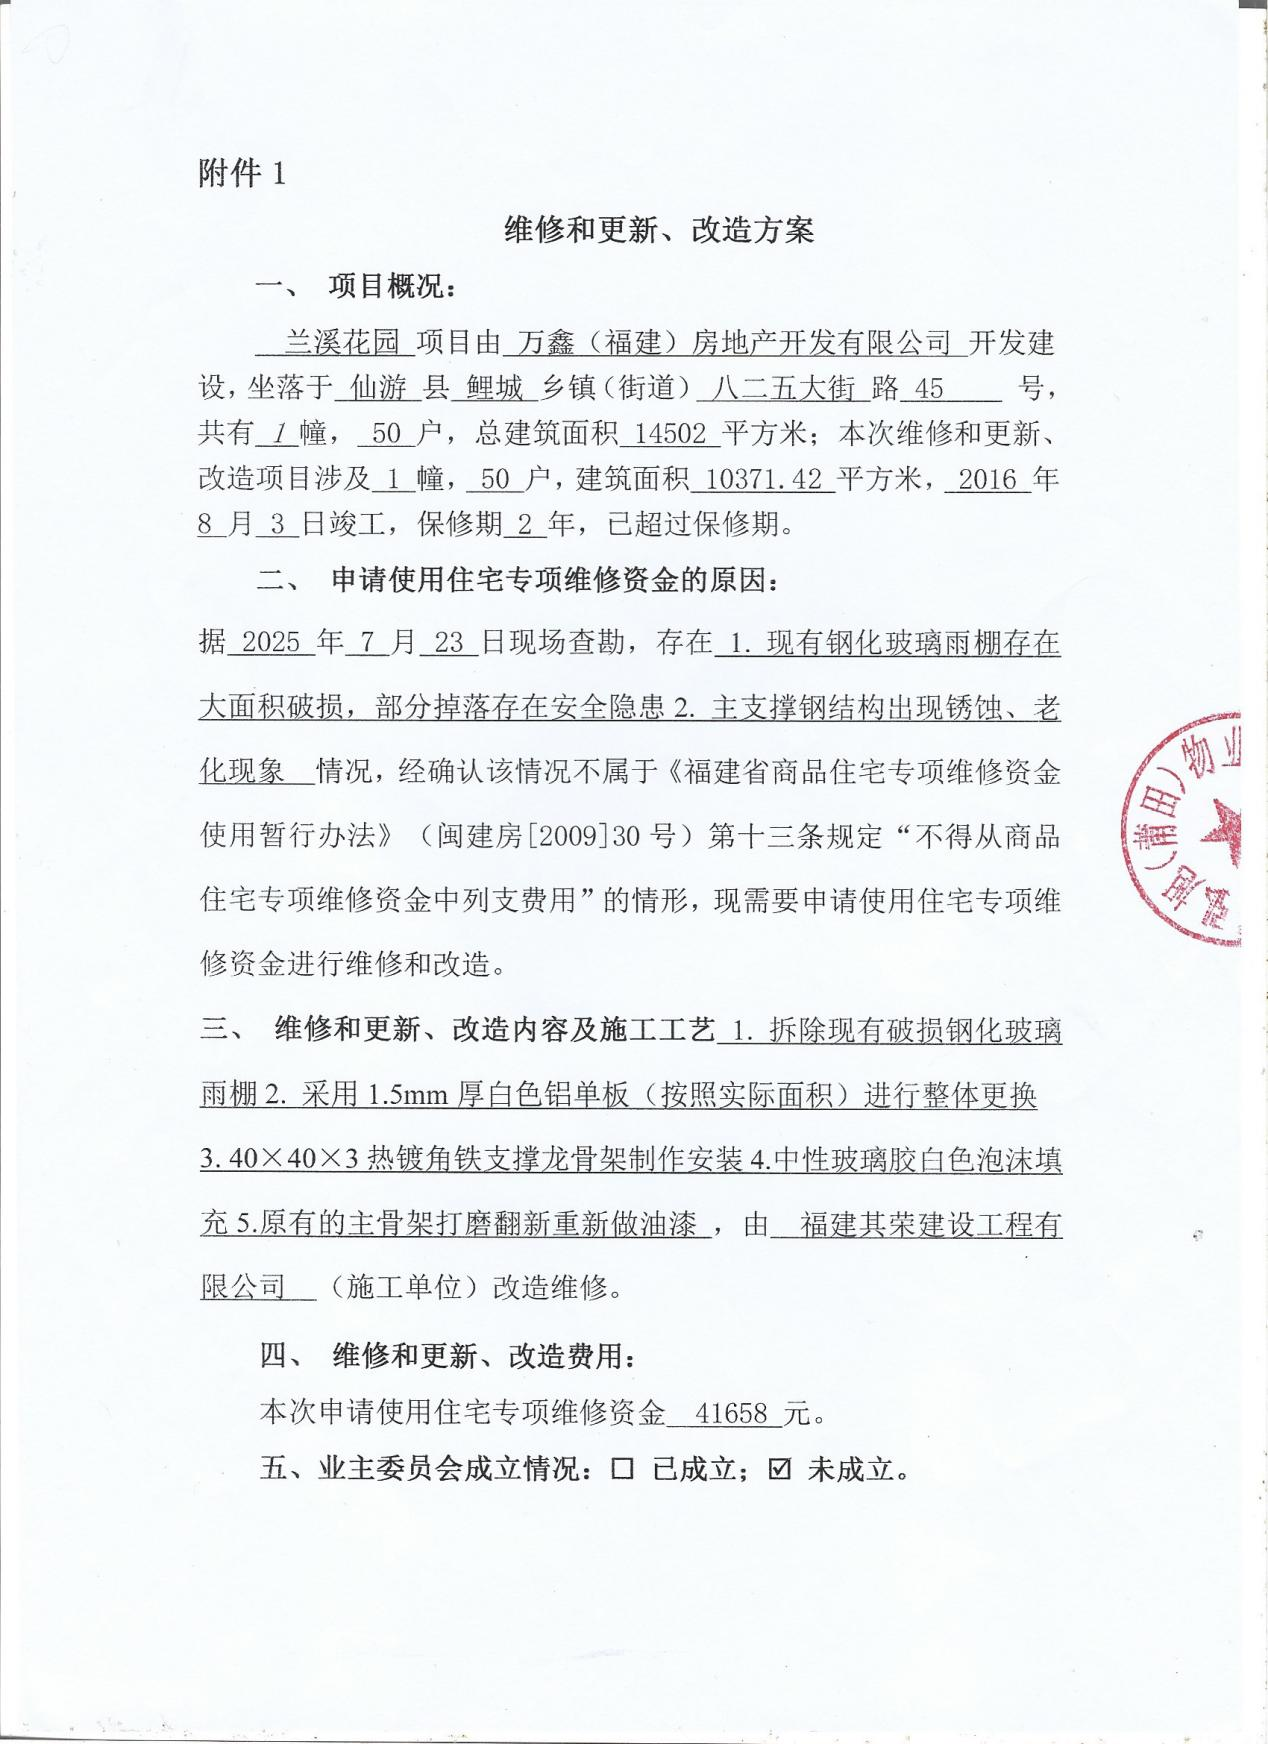 附件 1
维修和更新、改造方案
一、 项目概况：
兰溪花园 项目由 万鑫（福建）房地产开发有限公司 开发建
设，坐落于 仙游 县 鲤城 乡镇（街道） 八二五大街 路 45 号，
共有 1 幢， 50 户，总建筑面积 14502 平方米；本次维修和更新、
改造项目涉及 1 幢， 50 户，建筑面积 10371.42 平方米， 2016 年
8 月 3 日竣工，保修期 2 年，已超过保修期。
二、 申请使用住宅专项维修资金的原因：
据 2025 年 7 月 23 日现场查勘，存在 1. 现有钢化玻璃雨棚存在
大面积破损，部分掉落存在安全隐患 2. 主支撑钢结构出现锈蚀、老
化现象 情况，经确认该情况不属于《福建省商品住宅专项维修资金
使用暂行办法》（闽建房[2009]30 号）第十三条规定“不得从商品
住宅专项维修资金中列支费用”的情形，现需要申请使用住宅专项维
修资金进行维修和改造。
三、 维修和更新、改造内容及施工工艺 1. 拆除现有破损钢化玻璃
雨棚 2. 采用 1.5mm 厚白色铝单板（按照实际面积）进行整体更换
3. 40×40×3 热镀角铁支撑龙骨架制作安装 4.中性玻璃胶白色泡沫填
充 5.原有的主骨架打磨翻新重新做油漆 ，由 福建其荣建设工程有
限公司 （施工单位）改造维修。
四、 维修和更新、改造费用：
本次申请使用住宅专项维修资金 41658 元。
五、业主委员会成立情况：☐ 已成立；☑ 未成立。
弘居（莆田）物业